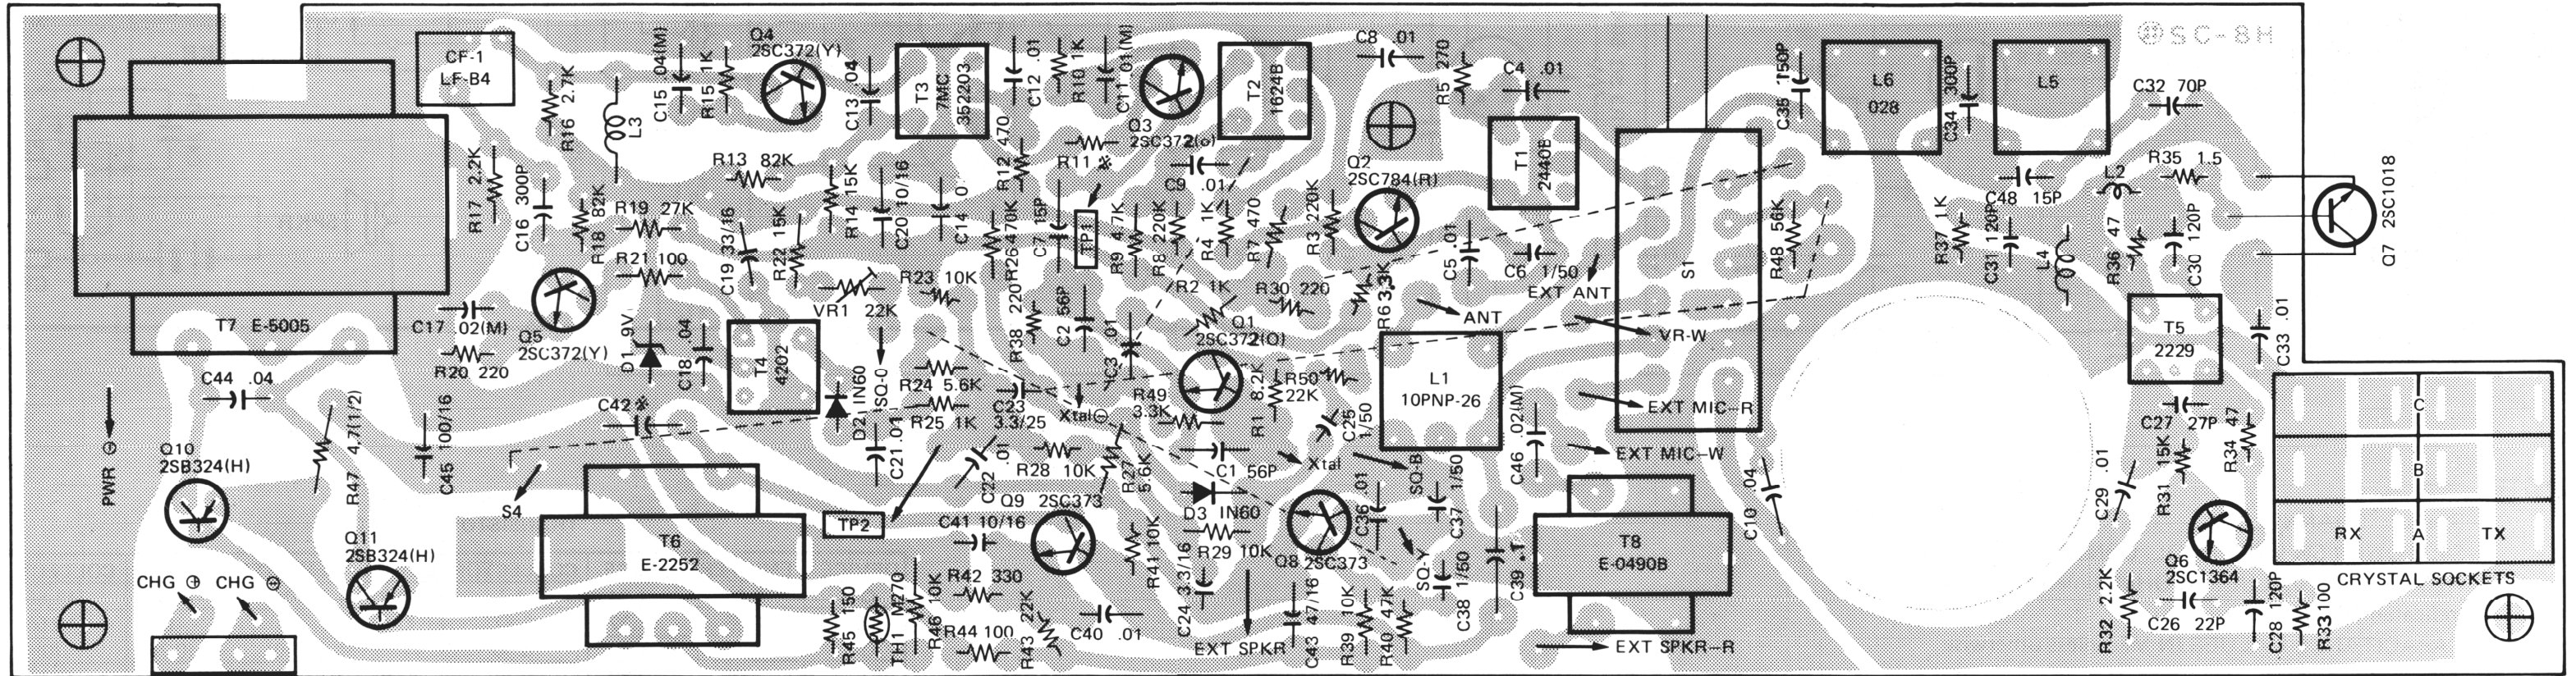 SC-8H
CF-1
LF-B4
Q4
2SC372(Y)
C15 .04(M)
R15 1K
C13 .04
T3
7MC
352203
C12 .01
R10 1K
C11 .01(M)
Q3
2SC372(o)
T2
1624B
C8 .01
R5 270
C4 .01
C35 150P
L6
028
C34 300P
L5
C32 70P
R16 2.7K
L3
R13 82K
R12 470
R11 ※
C9 .01
Q2
2SC784(R)
T1
2440B
R35 1.5
L2
C48 15P
Q7 2SC1018
R17 2.2K
C16 300P
R18 82K
R19 27K
R21 100
C19 33/16
R22 15K
R14 15K
C20 10/16
C14 0
R26 470K
C7 15P
TP1
R9 4.7K
R8 220K
R4 1K
R7 470
R3 220K
C5 .01
C6 1/50
EXT ANT
S1
R48 56K
R37 1K
C31 120P
L4
R36 47
C30 120P
T7 E-5005
C17 .02(M)
R20 220
Q5
2SC372(Y)
D1 9V
C18 .04
T4
4202
VR1 22K
R23 10K
R38 220
C2 56P
C3 .01
R2 1K
R30 220
R6 3.3K
ANT
VR-W
Q1
2SC372(O)
T5
2229
C33 .01
C44 .04
C42 ※
D2 IN60
SQ-0
R24 5.6K
R25 1K
C23
3.3/25
Xtal⊖
R49
3.3K
R1 8.2K
R50
22K
C25
1/50
L1
10PNP-26
EXT MIC-R
EXT MIC-W
C46 .02(M)
C27 27P
R34 47
C
B
A
RX
TX
CRYSTAL SOCKETS
PWR ⊖
Q10
2SB324(H)
R47 4.7(1/2)
C45 100/16
S4
C21 .01
C22 .01
R28 10K
R27
5.6K
C1 56P
Xtal
SQ-B
C37 1/50
C10 .04
C29 .01
R31 15K
Q11
2SB324(H)
T6
E-2252
TP2
C41 10/16
Q9 2SC373
R41 10K
D3 IN60
R29 10K
Q8 2SC373
C36 .01
SQ-Y
C38 1/50
C39 .1
T8
E-0490B
Q6
2SC1364
CHG ⊕ CHG ⊖
R45 150
TH1 M270
R46 10K
R42 330
R44 100
R43 22K
C40 .01
C24 3.3/16
EXT SPKR
C43 47/16
R39 10K
R40 47K
EXT SPKR-R
R32 2.2K
C26 22P
C28 120P
R33 100